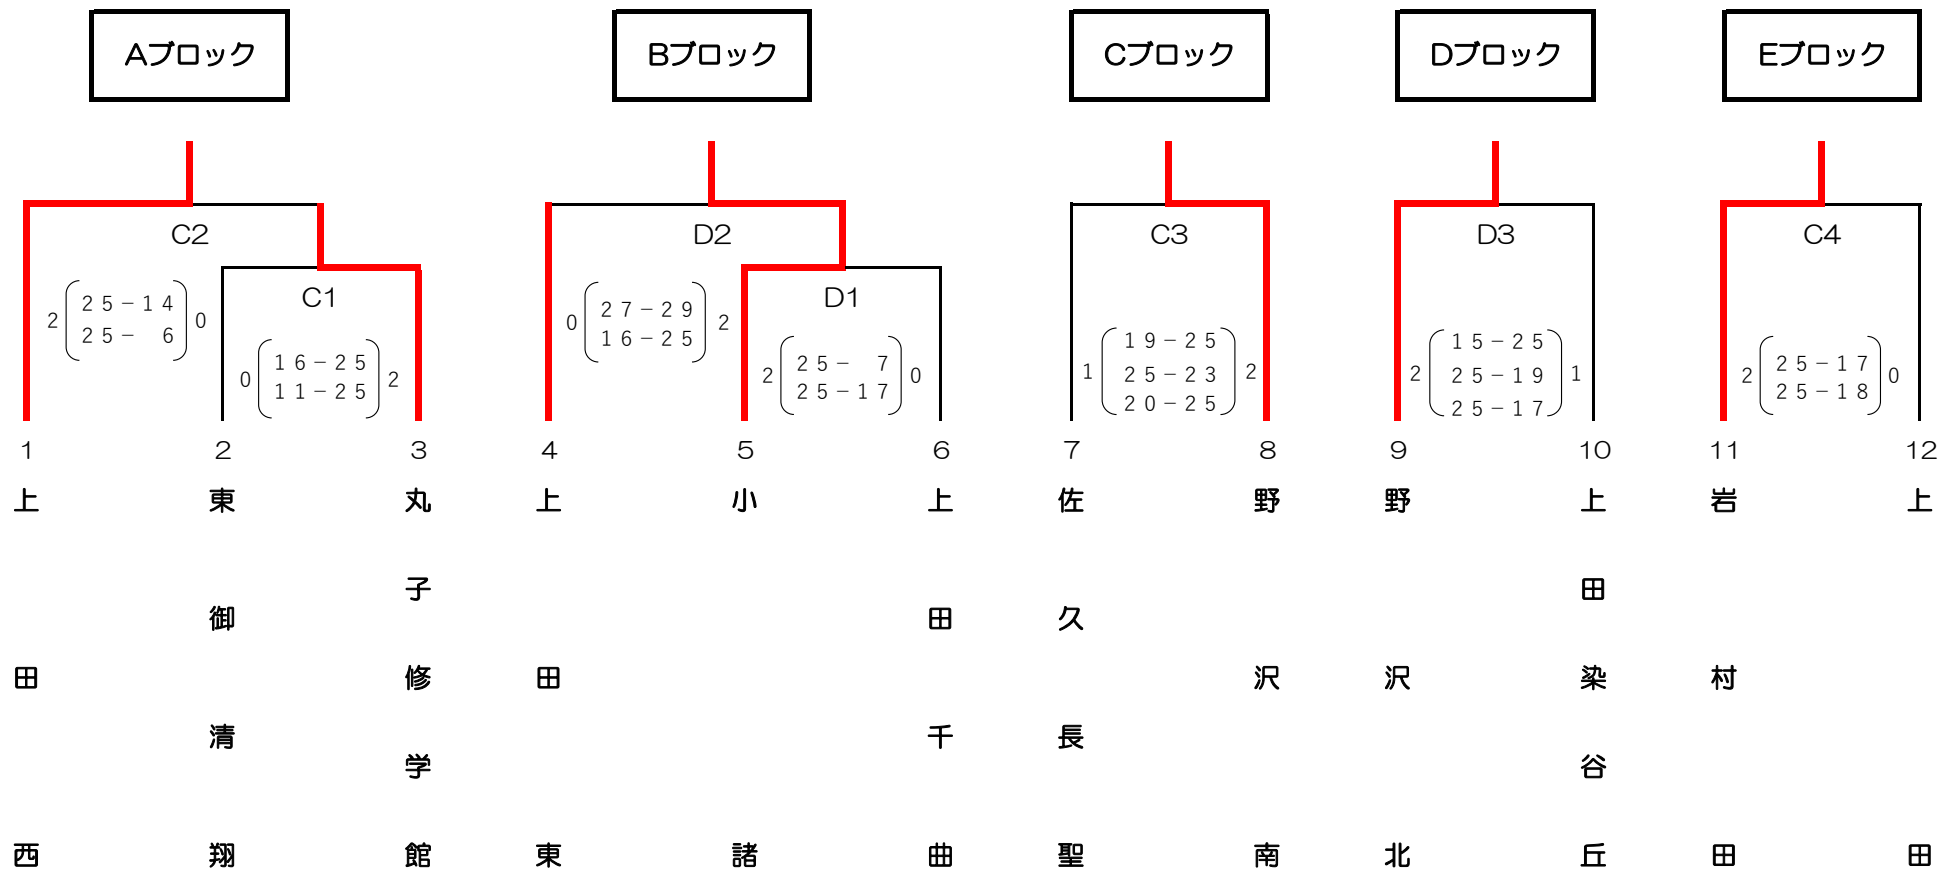 Aブロック
Bブロック
Cブロック
Dブロック
Eブロック
C2
D2
C3
D3
C4
C1
D1
2 25-14 0
25- 6
0 16-25 2
11-25
0 27-29 2
16-25
2 25- 7 0
25-17
1 19-25 2
25-23
20-25
2 15-25 1
25-19
25-17
2 25-17 0
25-18
1
2
3
4
5
6
7
8
9
10
11
12
上田西
東御清翔
丸子修学館
上田東
小諸
上田千曲
佐久長聖
野沢南
野沢北
上田染谷丘
岩村田
上田